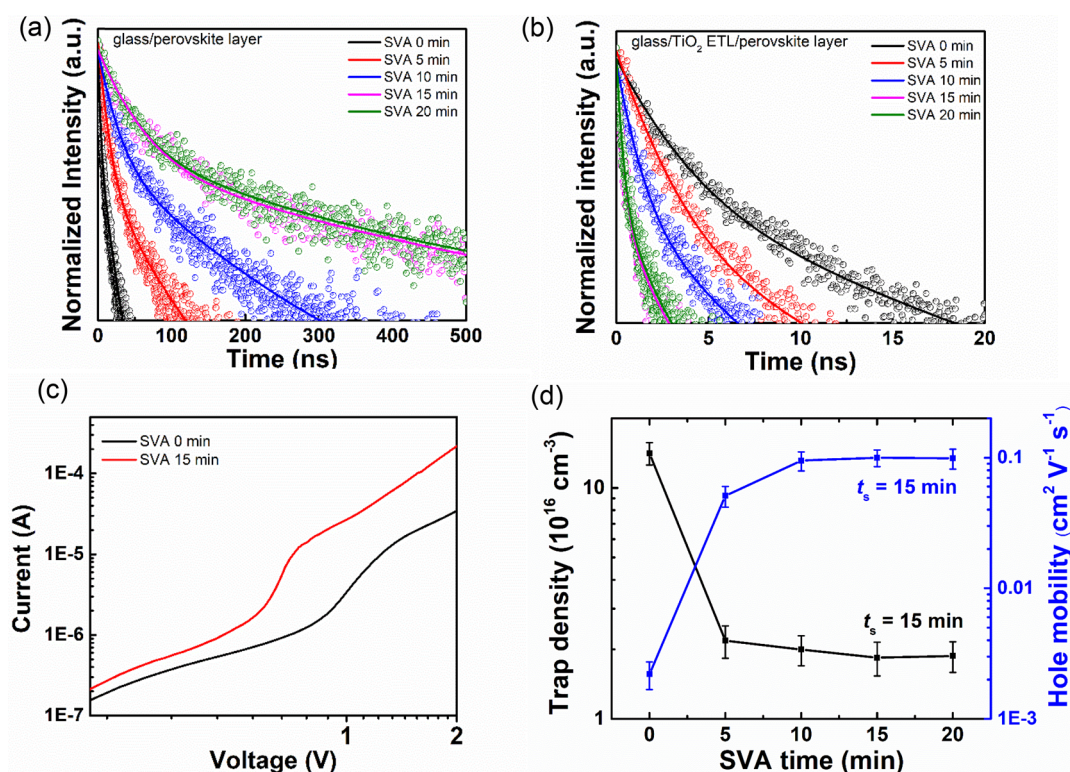 (a)
glass/perovskite layer
SVA 0 min
SVA 5 min
SVA 10 min
SVA 15 min
SVA 20 min
Normalized Intensity (a.u.)
0 100 200 300 400 500
Time (ns)
(b)
glass/TiO2 ETL/perovskite layer
SVA 0 min
SVA 5 min
SVA 10 min
SVA 15 min
SVA 20 min
Normalized intensity (a.u.)
0 5 10 15 20
Time (ns)
(c)
SVA 0 min
SVA 15 min
Current (A)
1E-4
1E-5
1E-6
1E-7
1 2
Voltage (V)
(d)
Trap density (10^16 cm^-3)
10
1
ts = 15 min
ts = 15 min
0.1
0.01
1E-3
Hole mobility (cm^2 V^-1 s^-1)
0 5 10 15 20
SVA time (min)